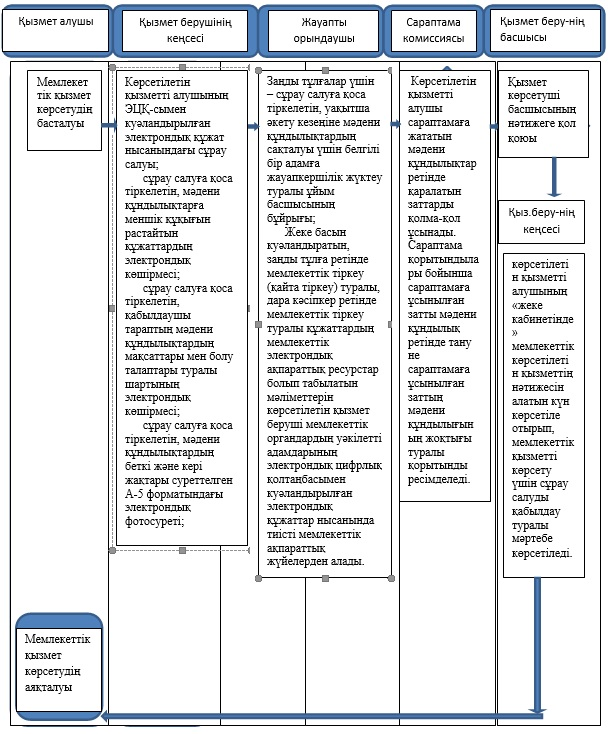 Қызмет алушы
Қызмет берушінің
кеңсесі
Жауапты
орындаушы
Сараптама
комиссиясы
Қызмет беру-нің
басшысы
Мемлекет
тік қызмет
көрсетудің
басталуы
Көрсетілетін
қызметті алушының
ЭЦҚ-сымен
куәландырылған
электрондық құжат
нысанындағы сұрау
салуы;
сұрау салуға қоса
тіркелетін, мәдени
құндылықтарға
меншік құқығын
растайтын
құжаттардың
электрондық
көшірмесі;
сұрау салуға қоса
тіркелетін,
қабылдаушы
тараптың мәдени
құндылықтардың
мақсаттары мен болу
талаптары туралы
шартының
электрондық
көшірмесі;
сұрау салуға қоса
тіркелетін, мәдени
құндылықтардың
беткі және кері
жақтары суреттелген
А-5 форматындағы
электрондық
фотосуреті;
Заңды тұлғалар үшін
– сұрау салуға қоса
тіркелетін, уақытша
әкету кезеңіне мәдени
құндылықтардың
сақталуы үшін белгілі
бір адамға
жауапкершілік жүктеу
туралы ұйым
басшысының
бұйрығы;
Жеке басын
куәландыратын,
заңды тұлға ретінде
мемлекеттік тіркеу
(қайта тіркеу) туралы,
дара кәсіпкер ретінде
мемлекеттік тіркеу
туралы құжаттардың
мемлекеттік
электрондық
ақпараттық ресурстар
болып табылатын
мәліметтерін
көрсетілетін қызмет
беруші мемлекеттік
органдардың уәкілетті
адамдарының
электрондық цифрлық
қолтаңбасымен
куәландырылған
электрондық
құжаттар нысанында
тиісті мемлекеттік
ақпараттық
жүйелерден алады.
Көрсетілетін
қызметті
алушы
сараптамаға
жататын
мәдени
құндылықтар
ретінде
қаралатын
заттарды
қолма-қол
ұсынады.
Сараптама
қорытындыла
ры бойынша
сараптамаға
ұсынылған
затты мәдени
құндылық
ретінде тану
не
сараптамаға
ұсынылған
заттың
мәдени
құндылығын
ың жоқтығы
туралы
қорытынды
ресімделеді.
Қызмет
көрсетуші
басшысының
нәтижеге қол
қоюы
Қыз.беру-нің
кеңсесі
көрсетілеті
н қызметті
алушының
«жеке
кабинетінде
»
мемлекеттік
көрсетілеті
н қызметтің
нәтижесін
алатын күн
көрсетіле
отырып,
мемлекеттік
қызметті
көрсету
үшін сұрау
салуды
қабылдау
туралы
мәртебе
көрсетіледі.
Мемлекеттік
қызмет
көрсетудің
аяқталуы